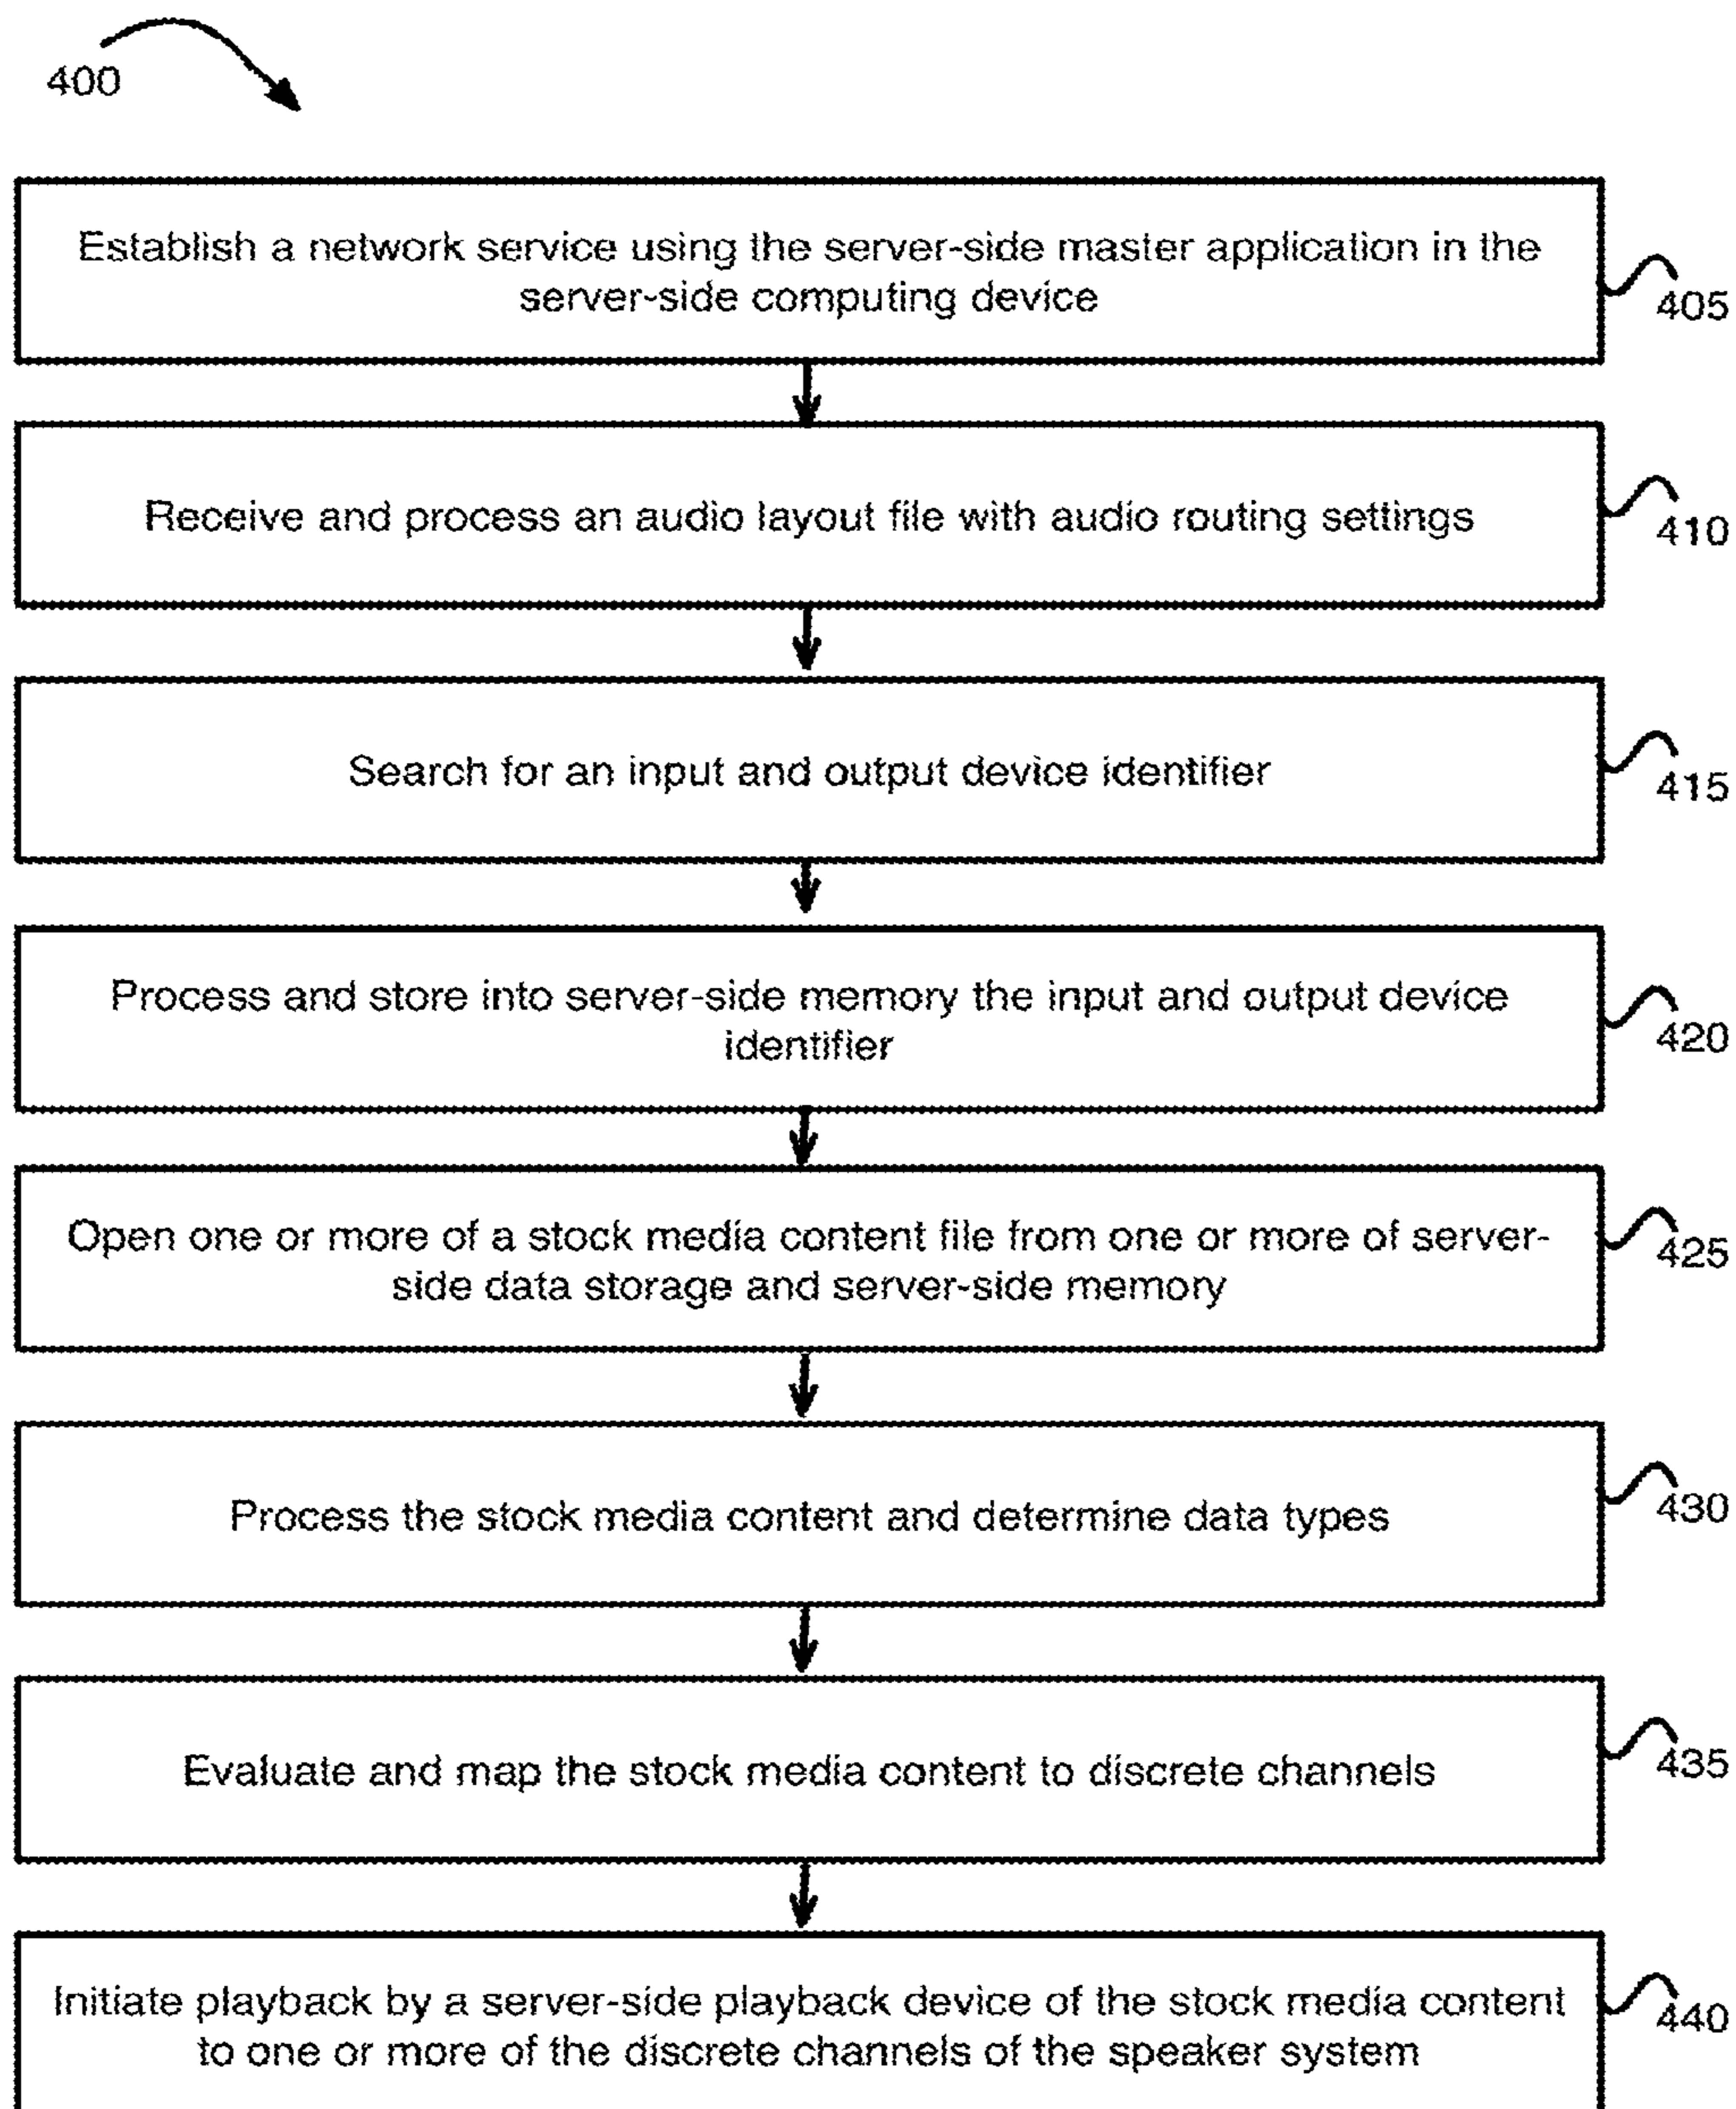 400
Establish a network service using the server-side master application in the
server-side computing device
405
Receive and process an audio layout file with audio routing settings
410
Search for an input and output device identifier
415
Process and store into server-side memory the input and output device
identifier
420
Open one or more of a stock media content file from one or more of server-
side data storage and server-side memory
425
Process the stock media content and determine data types
430
Evaluate and map the stock media content to discrete channels
435
Initiate playback by a server-side playback device of the stock media content
to one or more of the discrete channels of the speaker system
440